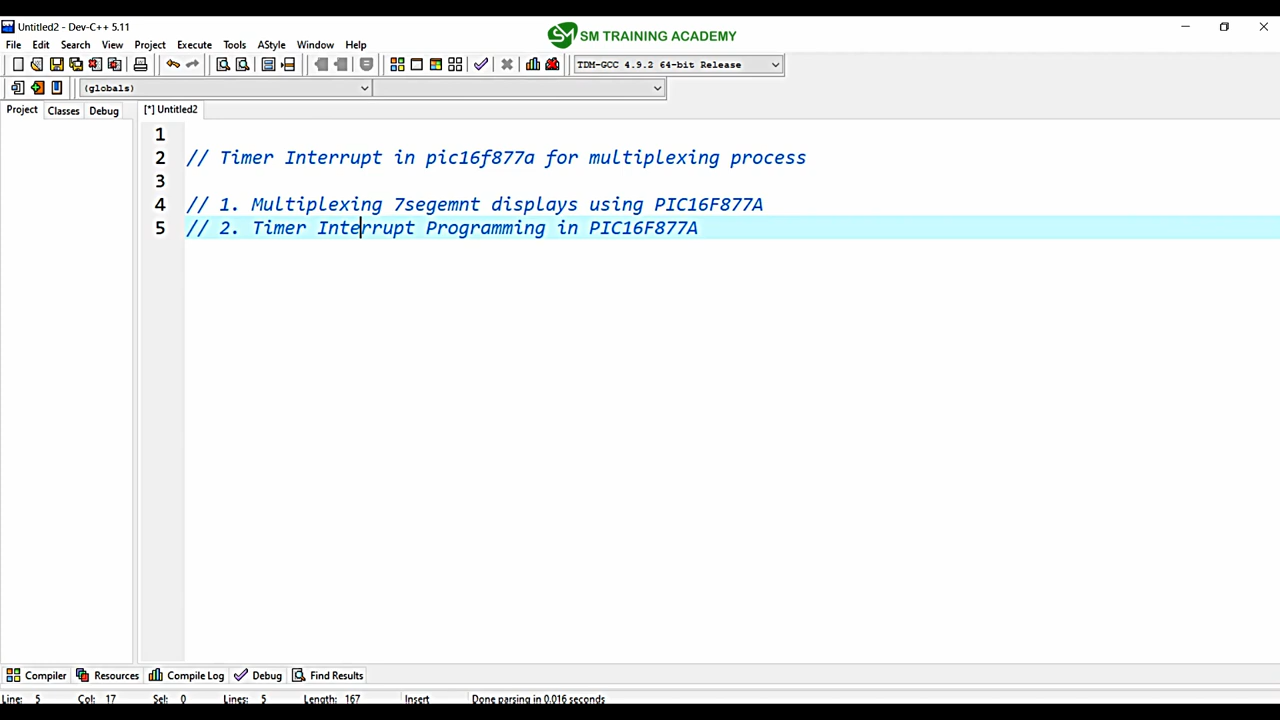 Untitled2 - Dev-C++ 5.11
SM TRAINING ACADEMY
File Edit Search View Project Execute Tools AStyle Window Help
TDM-GCC 4.9.2 64-bit Release
(globals)
Project Classes Debug
[*] Untitled2
1
2 // Timer Interrupt in pic16f877a for multiplexing process
3
4 // 1. Multiplexing 7segemnt displays using PIC16F877A
5 // 2. Timer Interrupt Programming in PIC16F877A
Compiler Resources Compile Log Debug Find Results
Line: 5 Col: 17 Sel: 0 Lines: 5 Length: 167 Insert Done parsing in 0.016 seconds